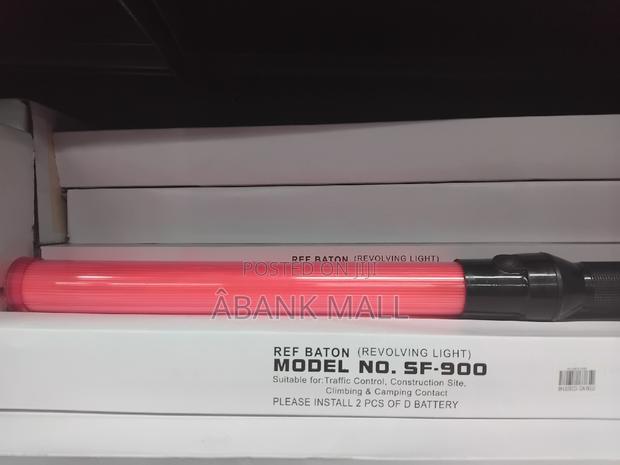 REF BATON (REVOLVING LIGHT)
POSTED ON JIJI
ÂBANK MALL
REF BATON (REVOLVING LIGHT)
MODEL NO. SF-900
Suitable for:Traffic Control, Construction Site,
Climbing & Camping Contact
PLEASE INSTALL 2 PCS OF D BATTERY